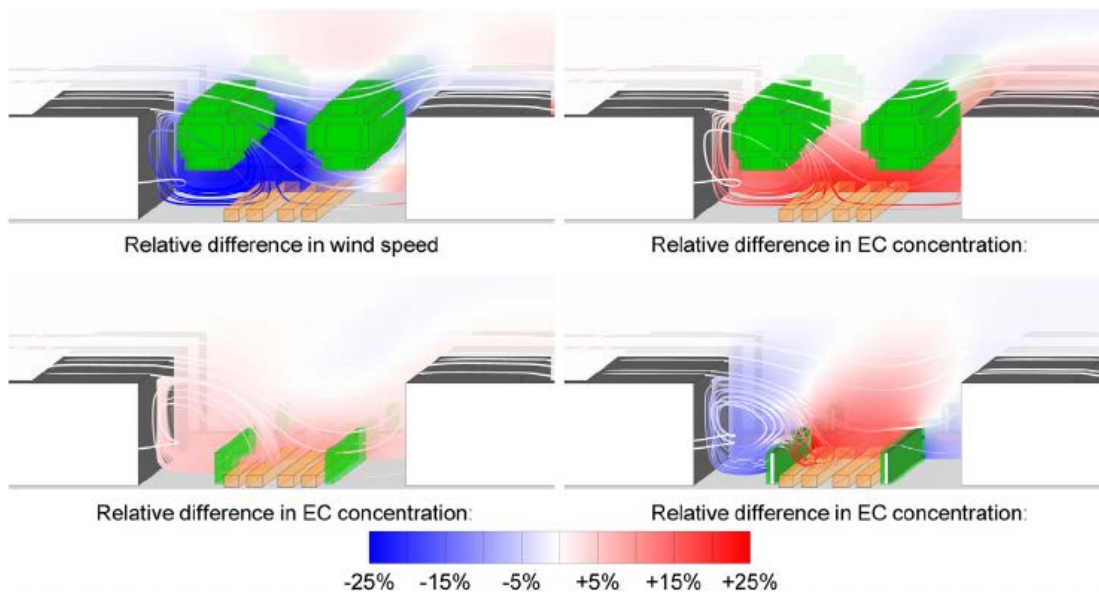 Relative difference in wind speed
Relative difference in EC concentration:
Relative difference in EC concentration:
Relative difference in EC concentration:
-25% -15% -5% +5% +15% +25%